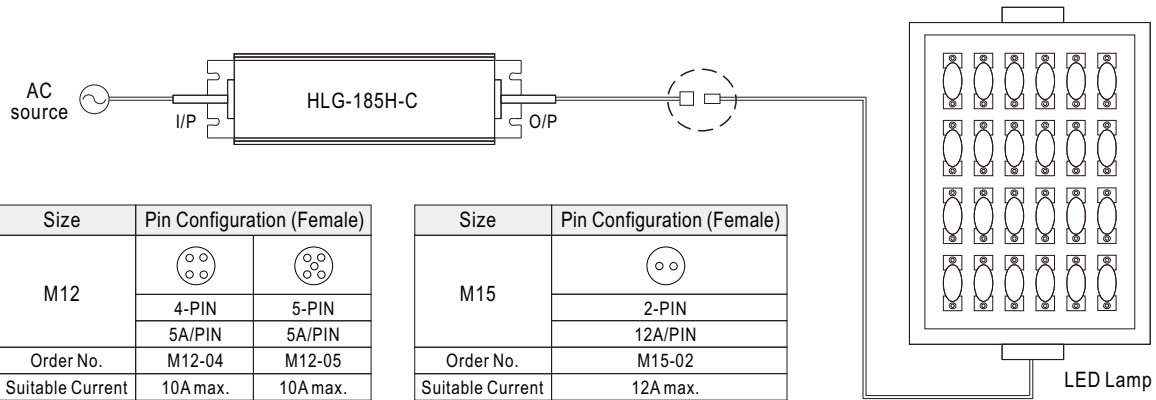 AC
source
I/P
HLG-185H-C
O/P
LED Lamp
Size Pin Configuration (Female)
M12
4-PIN 5-PIN
5A/PIN 5A/PIN
Order No. M12-04 M12-05
Suitable Current 10A max. 10A max.
Size Pin Configuration (Female)
M15
2-PIN
12A/PIN
Order No. M15-02
Suitable Current 12A max.